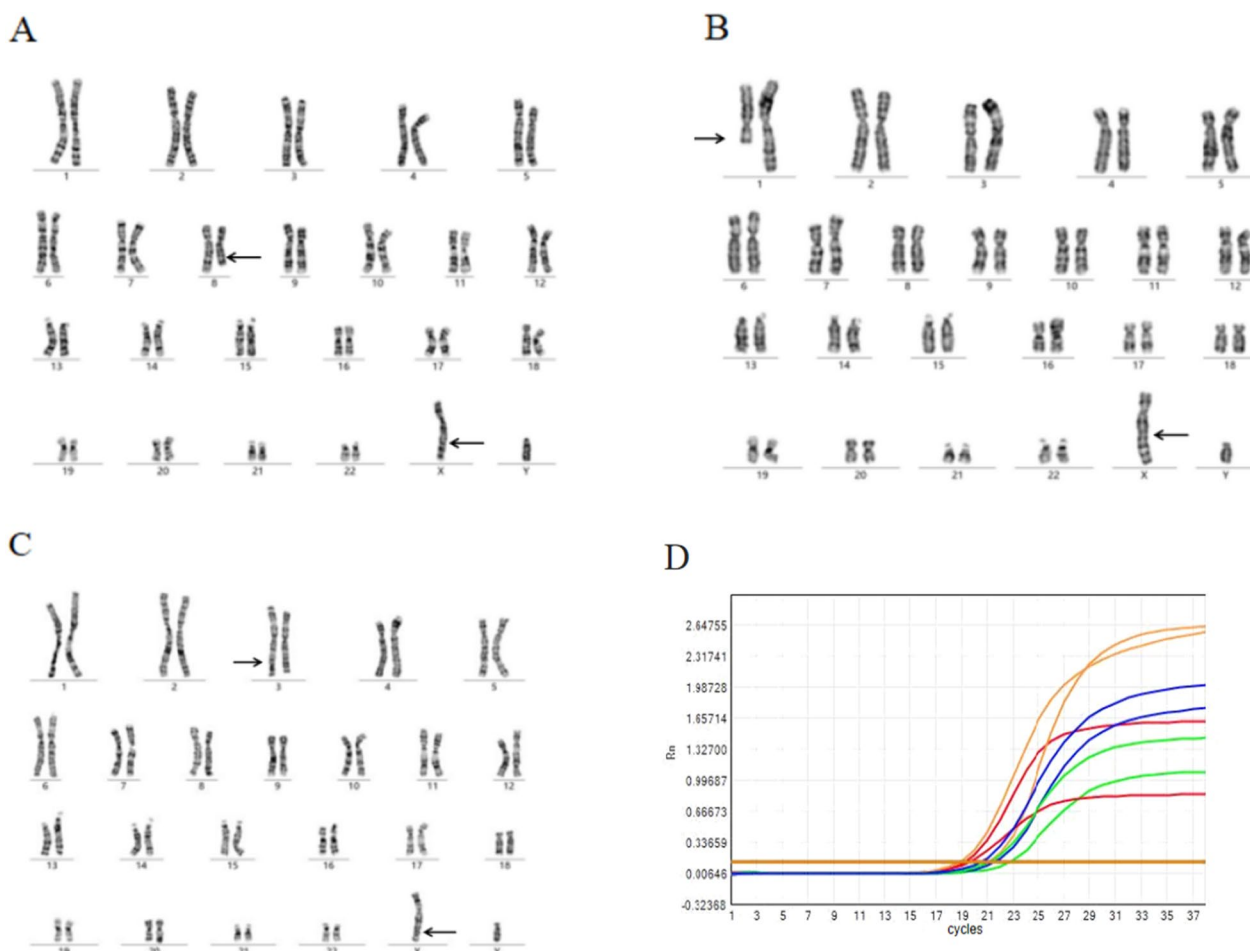 A
1 2 3 4 5
6 7 8 9 10 11 12
13 14 15 16 17 18
19 20 21 22 X Y
B
1 2 3 4 5
6 7 8 9 10 11 12
13 14 15 16 17 18
19 20 21 22 X Y
C
1 2 3 4 5
6 7 8 9 10 11 12
13 14 15 16 17 18
19 20 21 22 X Y
D
2.64755
2.31741
1.98728
1.65714
1.32700
0.99687
0.66673
0.33659
0.00646
-0.32368
Rn
1 3 5 7 9 11 13 15 17 19 21 23 25 27 29 31 33 35 37
cycles